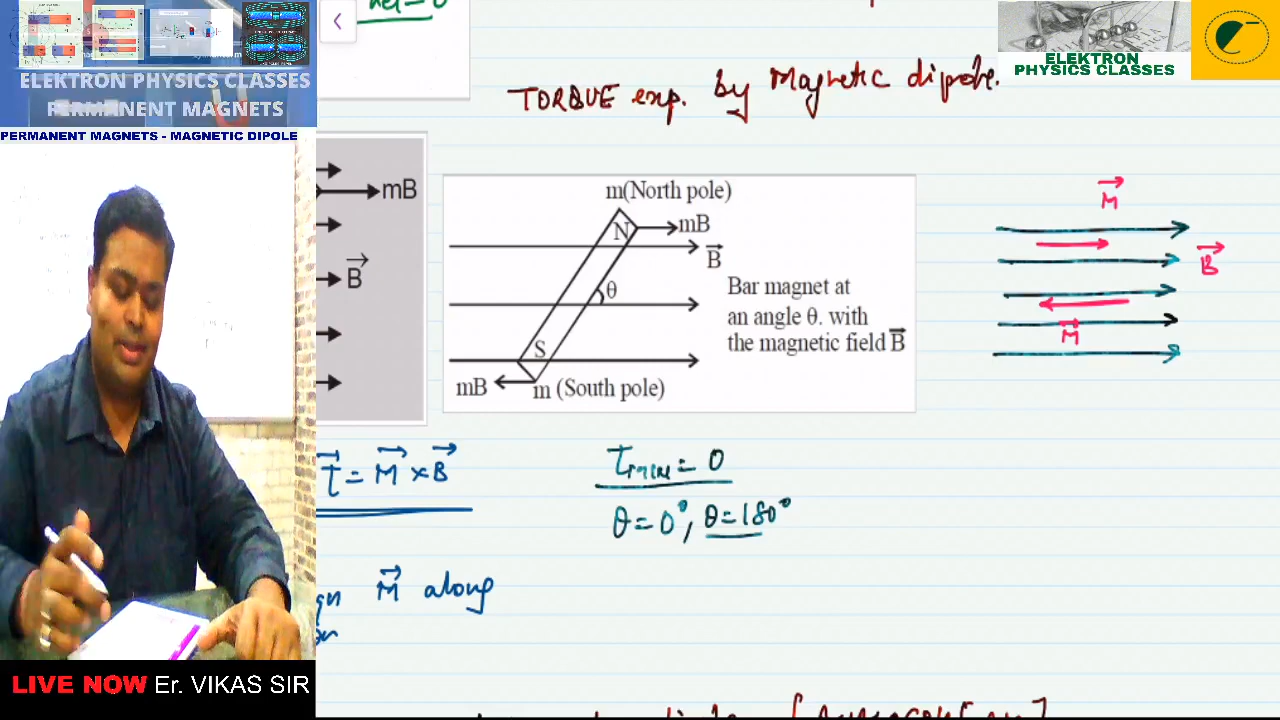 ELEKTRON PHYSICS CLASSES
PERMANENT MAGNETS
PERMANENT MAGNETS - MAGNETIC DIPOLE
ELEKTRON
PHYSICS CLASSES
TORQUE exp. by Magnetic dipole.
mB
B
m(North pole)
N
mB
B
θ
Bar magnet at
an angle θ. with
the magnetic field B
S
mB
m (South pole)
M
B
M
τ = M × B
τmin = 0
θ = 0°, θ = 180°
M along
LIVE NOW Er. VIKAS SIR